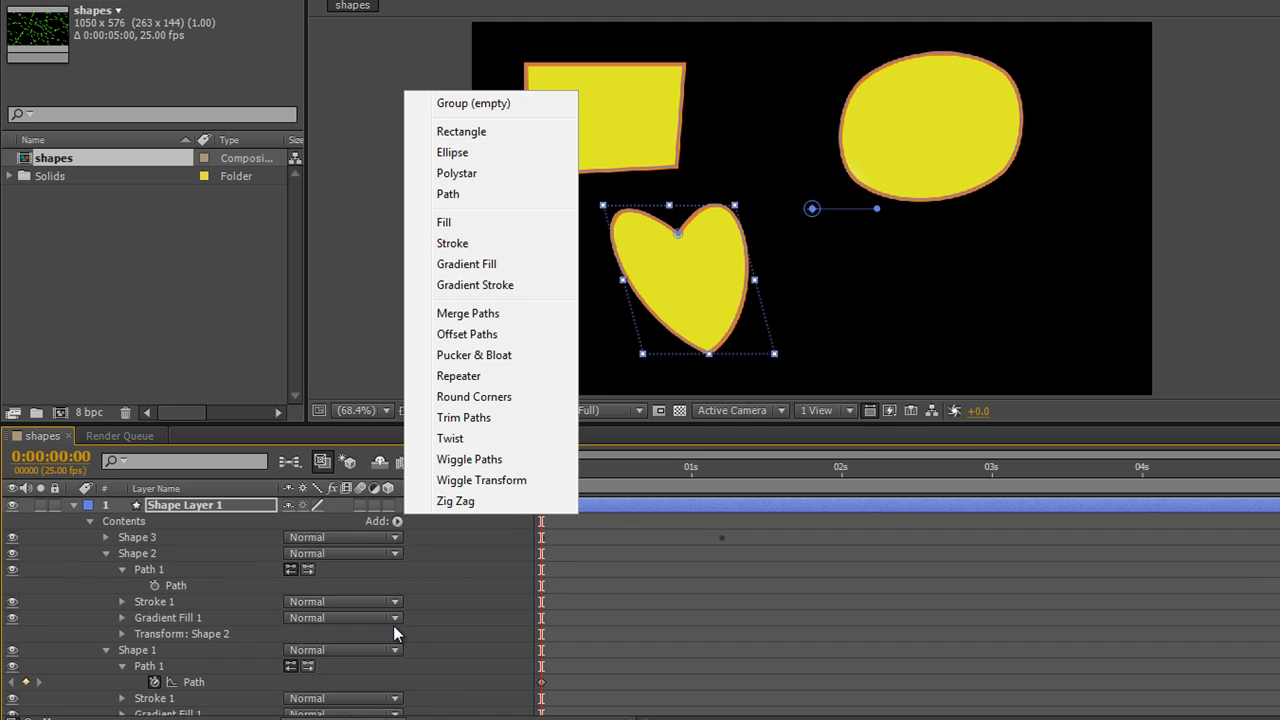 shapes
1050 x 576 (263 x 144) (1.00)
Δ 0:00:05:00, 25.00 fps
shapes
Name
Type
Size
shapes
Composi...
Solids
Folder
8 bpc
Group (empty)
Rectangle
Ellipse
Polystar
Path
Fill
Stroke
Gradient Fill
Gradient Stroke
Merge Paths
Offset Paths
Pucker & Bloat
Repeater
Round Corners
Trim Paths
Twist
Wiggle Paths
Wiggle Transform
Zig Zag
(68.4%)
Full)
Active Camera
1 View
+0.0
shapes
Render Queue
0:00:00:00
00000 (25.00 fps)
01s
02s
03s
04s
#
Layer Name
fx
1
Shape Layer 1
Contents
Add:
Shape 3
Normal
Shape 2
Normal
Path 1
Path
Stroke 1
Normal
Gradient Fill 1
Normal
Transform: Shape 2
Shape 1
Normal
Path 1
Path
Stroke 1
Normal
Gradient Fill 1